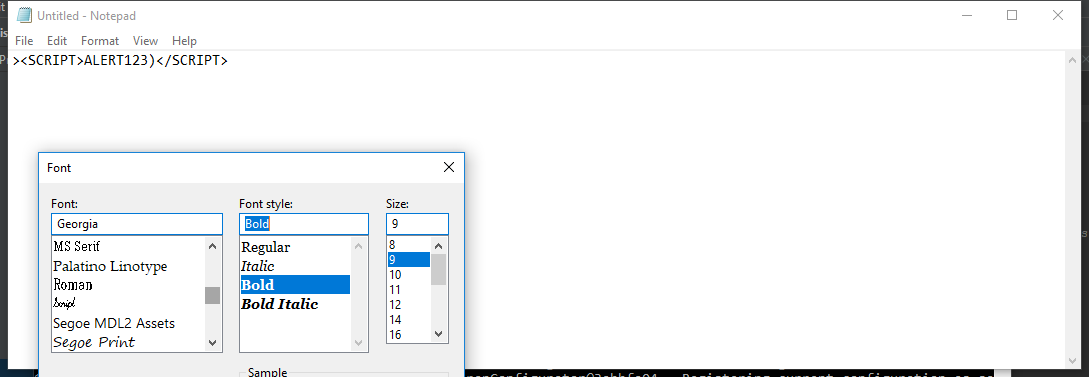 Untitled - Notepad
File Edit Format View Help
><SCRIPT>ALERT123)</SCRIPT>
Font
Font: Font style: Size:
Georgia Bold 9
MS Serif
Palatino Linotype
Roman
Script
Segoe MDL2 Assets
Segoe Print
Regular
Italic
Bold
Bold Italic
8
9
10
11
12
14
16
Sample